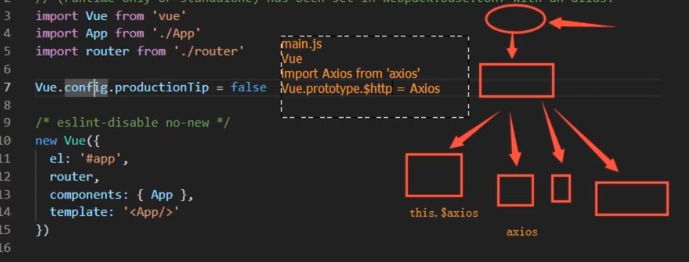 // (runtime-only or standalone) has been set in webpack.base.conf with an alias.
3 import Vue from 'vue'
4 import App from './App'
5 import router from './router'
6
7 Vue.config.productionTip = false
8
9 /* eslint-disable no-new */
10 new Vue({
11 el: '#app',
12 router,
13 components: { App },
14 template: '<App/>'
15 })
16
main.js
Vue
import Axios from 'axios'
Vue.prototype.$http = Axios
this.$axios
axios